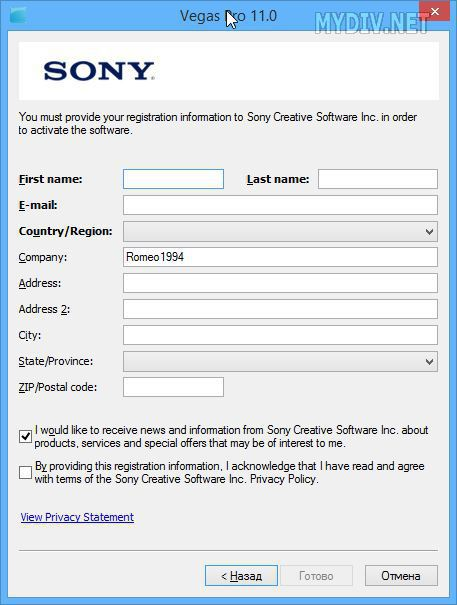 Vegas Pro 11.0
MYDIV.NET
SONY
You must provide your registration information to Sony Creative Software Inc. in order
to activate the software.
First name: Last name:
E-mail:
Country/Region:
Company: Romeo1994
Address:
Address 2:
City:
State/Province:
ZIP/Postal code:
I would like to receive news and information from Sony Creative Software Inc. about
products, services and special offers that may be of interest to me.
By providing this registration information, I acknowledge that I have read and agree
with terms of the Sony Creative Software Inc. Privacy Policy.
View Privacy Statement
< Назад Готово Отмена